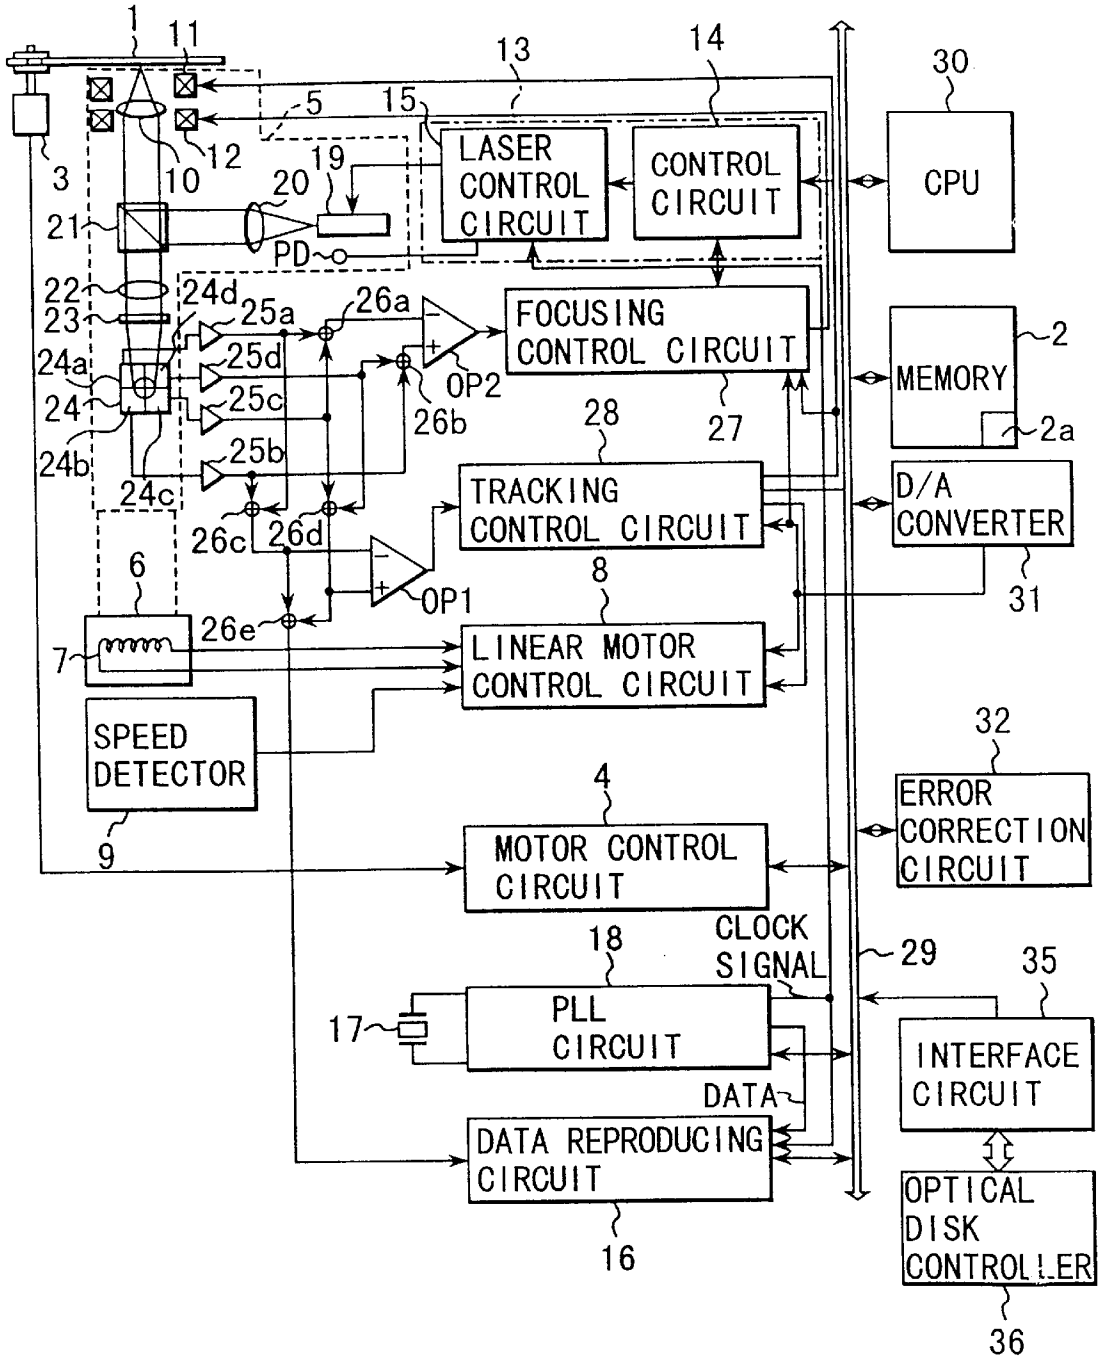 1
11
13
14
30
5
15
LASER
CONTROL
CIRCUIT
CONTROL
CIRCUIT
CPU
3
10
12
19
20
21
PD
22
23
24d
25a
26a
FOCUSING
CONTROL CIRCUIT
2
MEMORY
2a
24a
24
25d
25c
OP2
26b
27
24b
24c
25b
28
TRACKING
CONTROL CIRCUIT
D/A
CONVERTER
31
26c
26d
6
OP1
8
26e
7
LINEAR MOTOR
CONTROL CIRCUIT
SPEED
DETECTOR
9
32
ERROR
CORRECTION
CIRCUIT
4
MOTOR CONTROL
CIRCUIT
CLOCK
SIGNAL
29
18
35
17
PLL
CIRCUIT
INTERFACE
CIRCUIT
DATA
DATA REPRODUCING
CIRCUIT
16
OPTICAL
DISK
CONTROLLER
36
− 
+
−
+